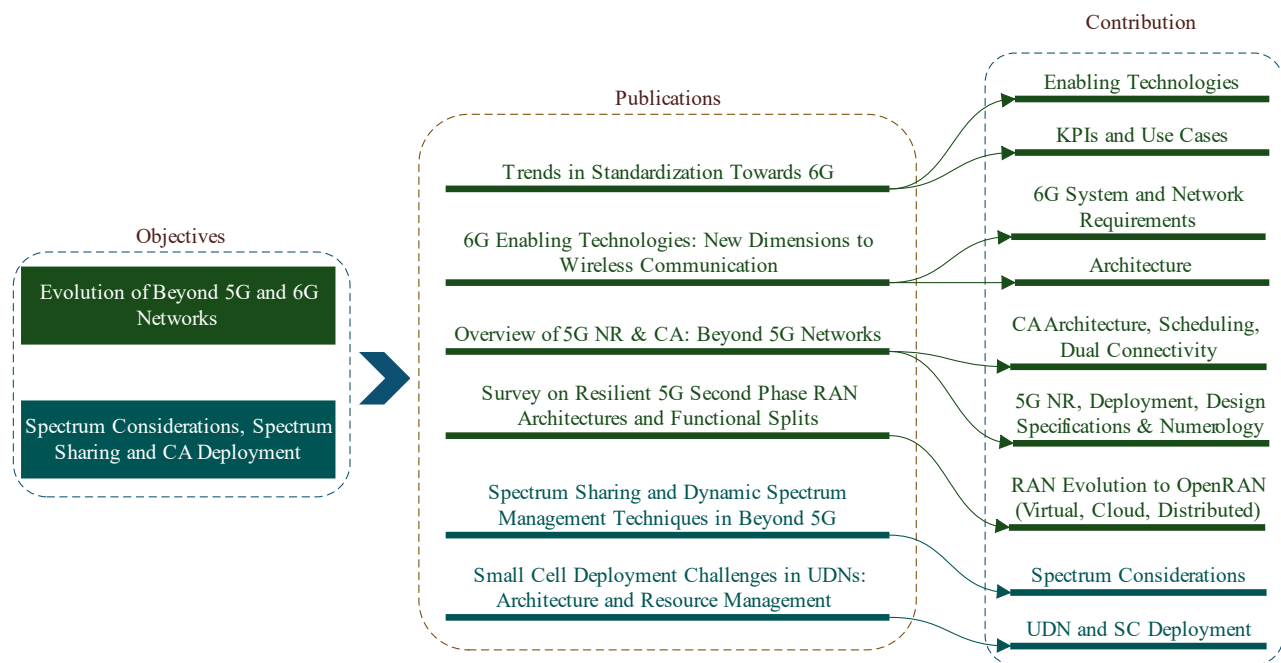 Objectives
Evolution of Beyond 5G and 6G
Networks
Spectrum Considerations, Spectrum
Sharing and CA Deployment
Publications
Trends in Standardization Towards 6G
6G Enabling Technologies: New Dimensions to
Wireless Communication
Overview of 5G NR & CA: Beyond 5G Networks
Survey on Resilient 5G Second Phase RAN
Architectures and Functional Splits
Spectrum Sharing and Dynamic Spectrum
Management Techniques in Beyond 5G
Small Cell Deployment Challenges in UDNs:
Architecture and Resource Management
Contribution
Enabling Technologies
KPIs and Use Cases
6G System and Network
Requirements
Architecture
CA Architecture, Scheduling,
Dual Connectivity
5G NR, Deployment, Design
Specifications & Numerology
RAN Evolution to OpenRAN
(Virtual, Cloud, Distributed)
Spectrum Considerations
UDN and SC Deployment